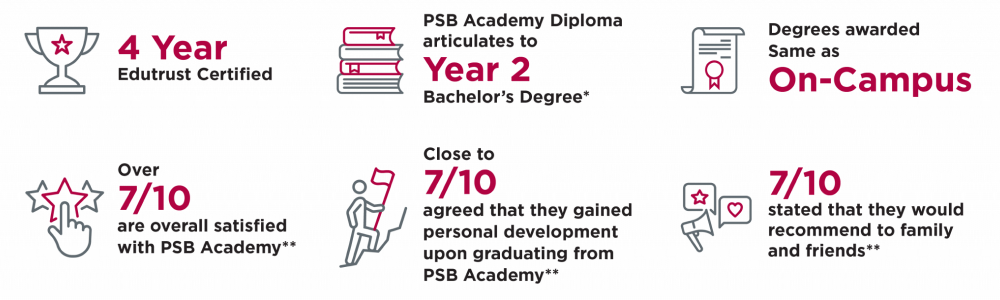 4 Year
Edutrust Certified
PSB Academy Diploma
articulates to
Year 2
Bachelor's Degree*
Degrees awarded
Same as
On-Campus
Over
7/10
are overall satisfied
with PSB Academy**
Close to
7/10
agreed that they gained
personal development
upon graduating from
PSB Academy**
7/10
stated that they would
recommend to family
and friends**